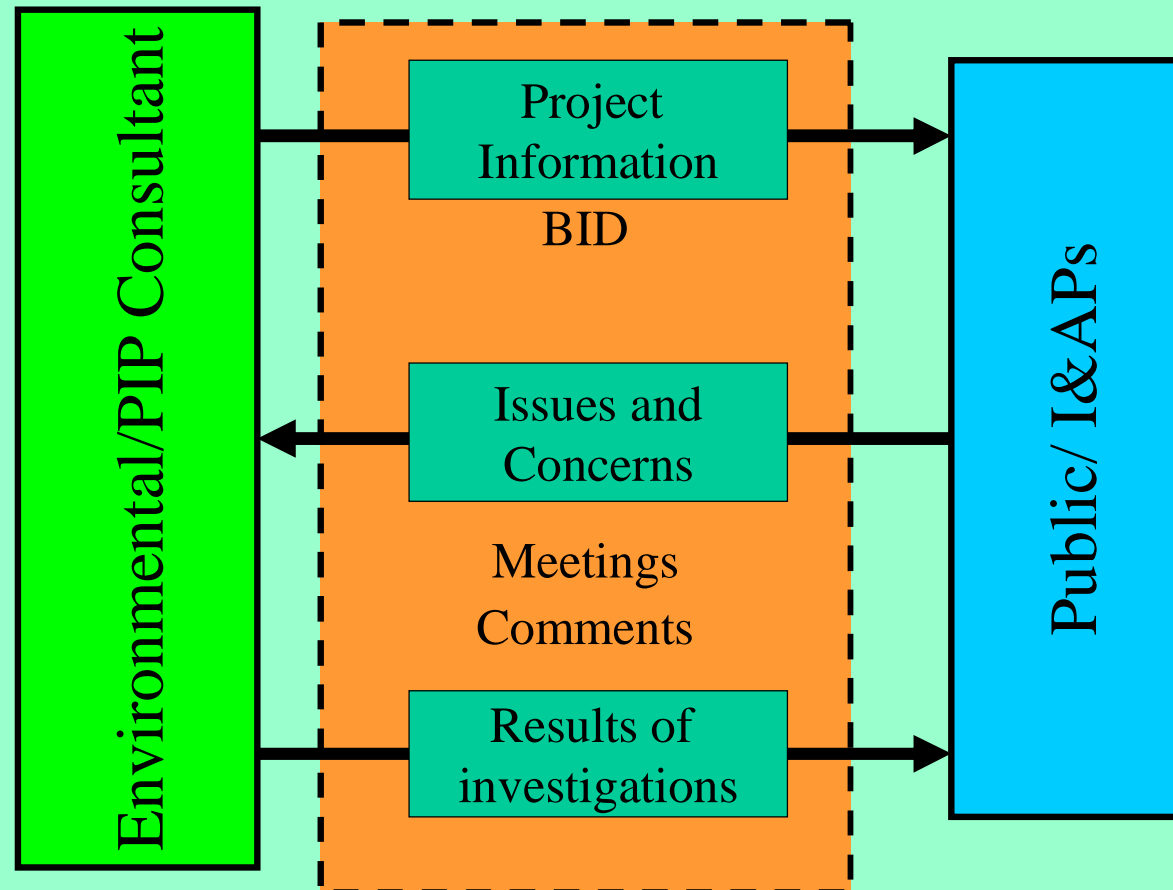 Environmental/PIP Consultant
Project
Information
BID
Issues and
Concerns
Meetings
Comments
Results of
investigations
Public/ I&APs